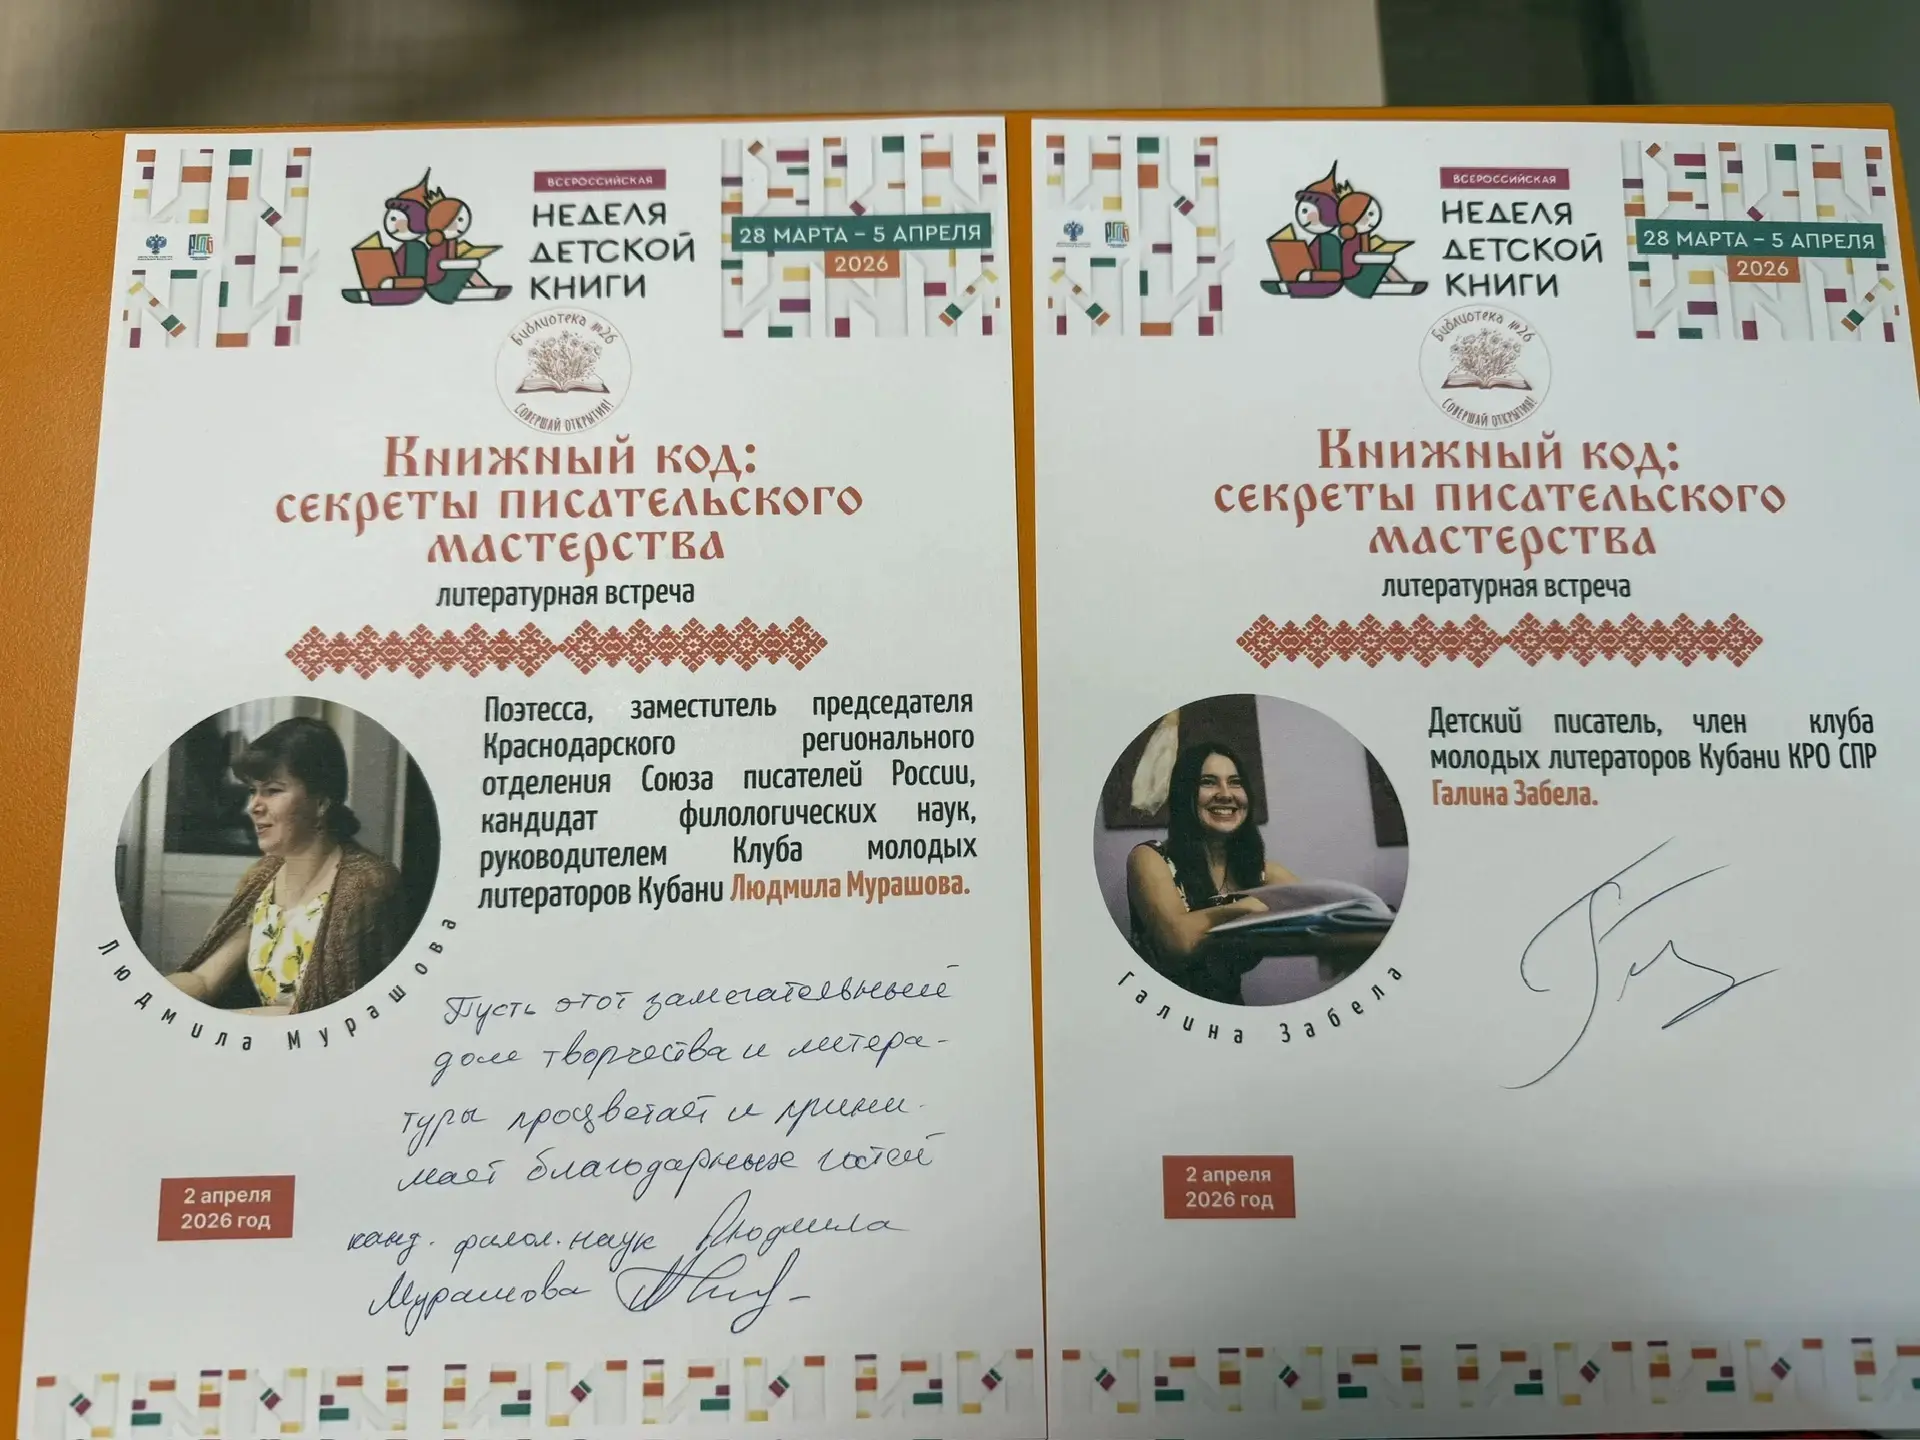 ВСЕРОССИЙСКАЯ
НЕДЕЛЯ
ДЕТСКОЙ
КНИГИ
28 МАРТА – 5 АПРЕЛЯ
2026
Библиотека №26
СОВЕРШАЙ ОТКРЫТИЯ!
Книжный код:
секреты писательского
мастерства
литературная встреча
Поэтесса, заместитель председателя
Краснодарского регионального
отделения Союза писателей России,
кандидат филологических наук,
руководителем Клуба молодых
литераторов Кубани Людмила Мурашова.
Людмила Мурашова
Пусть этот замечательный
дом творчества и литера-
туры процветает и прини-
мает благодарных гостей
канд. филол. наук Людмила
Мурашова
2 апреля
2026 год
ВСЕРОССИЙСКАЯ
НЕДЕЛЯ
ДЕТСКОЙ
КНИГИ
28 МАРТА – 5 АПРЕЛЯ
2026
Библиотека №26
СОВЕРШАЙ ОТКРЫТИЯ!
Книжный код:
секреты писательского
мастерства
литературная встреча
Детский писатель, член клуба
молодых литераторов Кубани КРО СПР
Галина Забела.
Галина Забела
2 апреля
2026 год